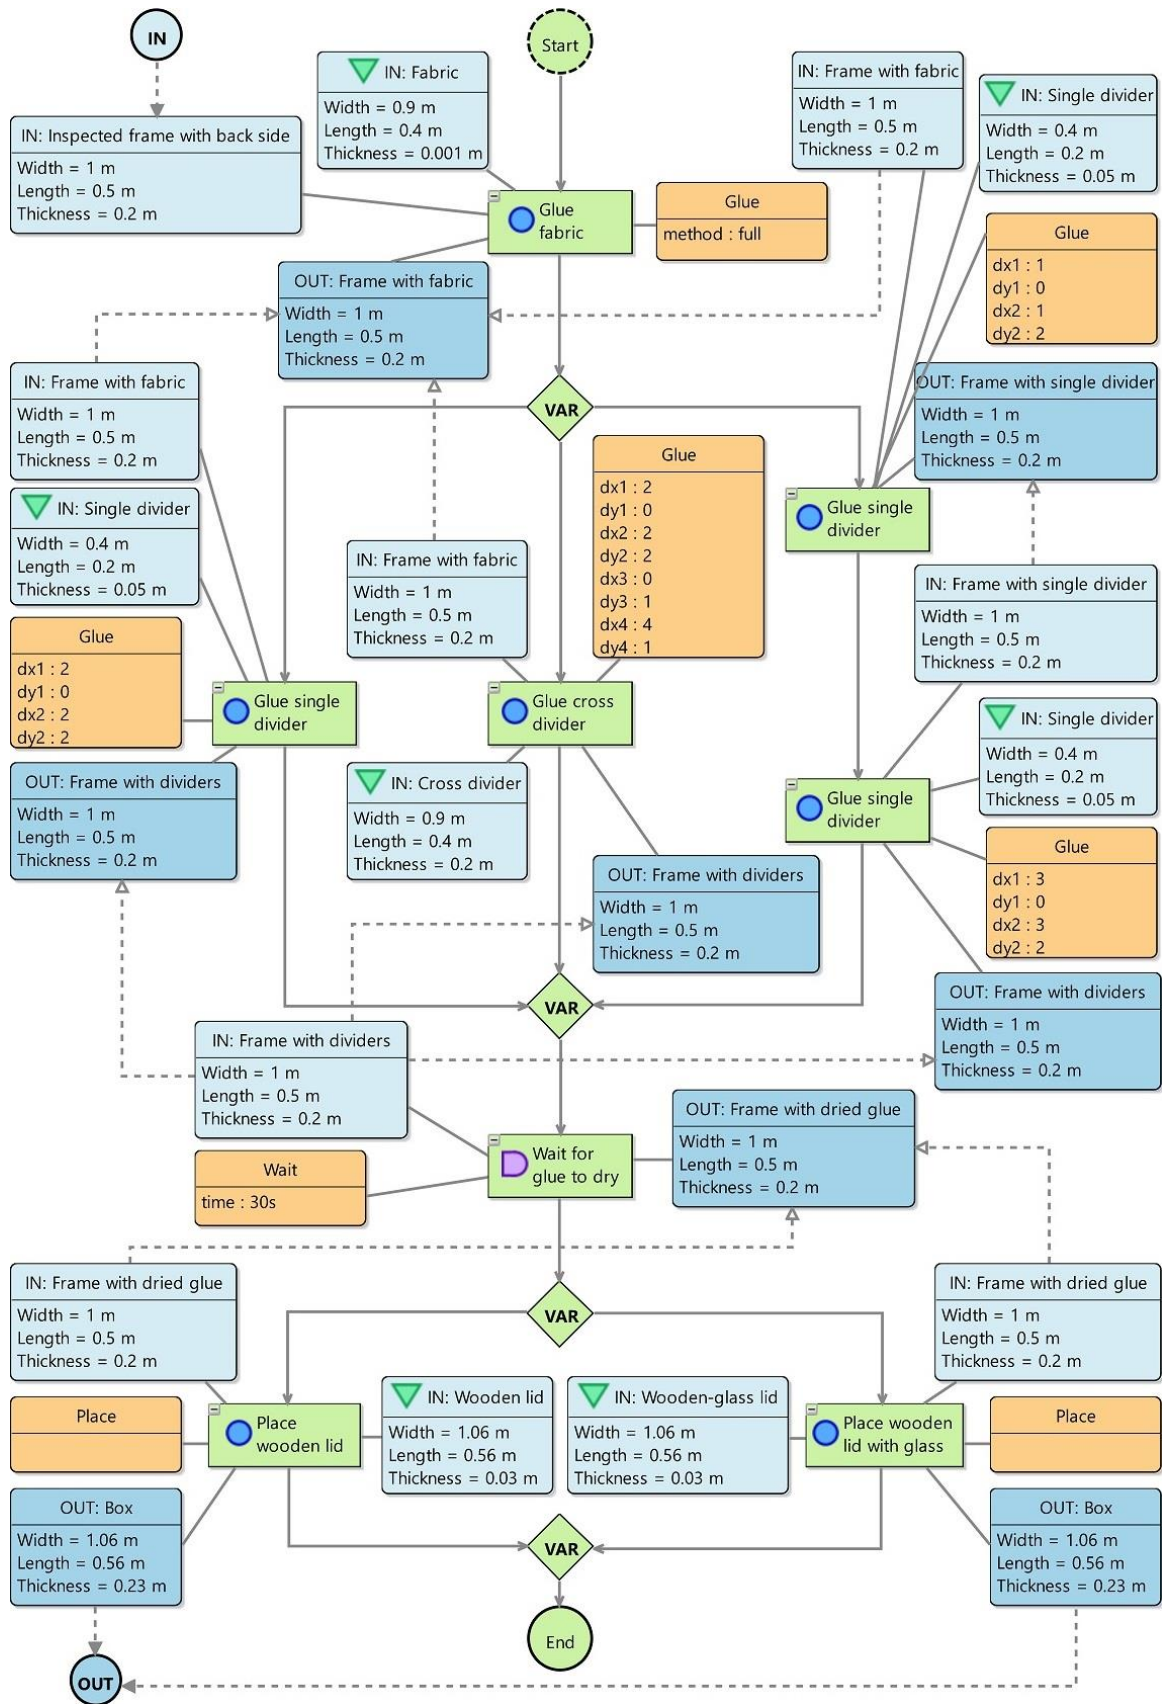 IN
Start
IN: Fabric
Width = 0.9 m
Length = 0.4 m
Thickness = 0.001 m
IN: Frame with fabric
Width = 1 m
Length = 0.5 m
Thickness = 0.2 m
IN: Single divider
Width = 0.4 m
Length = 0.2 m
Thickness = 0.05 m
IN: Inspected frame with back side
Width = 1 m
Length = 0.5 m
Thickness = 0.2 m
Glue
fabric
Glue
method : full
Glue
dx1 : 1
dy1 : 0
dx2 : 1
dy2 : 2
OUT: Frame with fabric
Width = 1 m
Length = 0.5 m
Thickness = 0.2 m
IN: Frame with fabric
Width = 1 m
Length = 0.5 m
Thickness = 0.2 m
VAR
OUT: Frame with single divider
Width = 1 m
Length = 0.5 m
Thickness = 0.2 m
Glue
dx1 : 2
dy1 : 0
dx2 : 2
dy2 : 2
dx3 : 0
dy3 : 1
dx4 : 4
dy4 : 1
IN: Single divider
Width = 0.4 m
Length = 0.2 m
Thickness = 0.05 m
Glue single
divider
IN: Frame with fabric
Width = 1 m
Length = 0.5 m
Thickness = 0.2 m
IN: Frame with single divider
Width = 1 m
Length = 0.5 m
Thickness = 0.2 m
Glue
dx1 : 2
dy1 : 0
dx2 : 2
dy2 : 2
Glue single
divider
Glue cross
divider
IN: Single divider
Width = 0.4 m
Length = 0.2 m
Thickness = 0.05 m
OUT: Frame with dividers
Width = 1 m
Length = 0.5 m
Thickness = 0.2 m
IN: Cross divider
Width = 0.9 m
Length = 0.4 m
Thickness = 0.2 m
Glue single
divider
Glue
dx1 : 3
dy1 : 0
dx2 : 3
dy2 : 2
OUT: Frame with dividers
Width = 1 m
Length = 0.5 m
Thickness = 0.2 m
VAR
OUT: Frame with dividers
Width = 1 m
Length = 0.5 m
Thickness = 0.2 m
IN: Frame with dividers
Width = 1 m
Length = 0.5 m
Thickness = 0.2 m
OUT: Frame with dried glue
Width = 1 m
Length = 0.5 m
Thickness = 0.2 m
Wait for
glue to dry
Wait
time : 30s
IN: Frame with dried glue
Width = 1 m
Length = 0.5 m
Thickness = 0.2 m
VAR
IN: Frame with dried glue
Width = 1 m
Length = 0.5 m
Thickness = 0.2 m
Place
Place
wooden lid
IN: Wooden lid
Width = 1.06 m
Length = 0.56 m
Thickness = 0.03 m
IN: Wooden-glass lid
Width = 1.06 m
Length = 0.56 m
Thickness = 0.03 m
Place wooden
lid with glass
Place
OUT: Box
Width = 1.06 m
Length = 0.56 m
Thickness = 0.23 m
VAR
OUT: Box
Width = 1.06 m
Length = 0.56 m
Thickness = 0.23 m
End
OUT